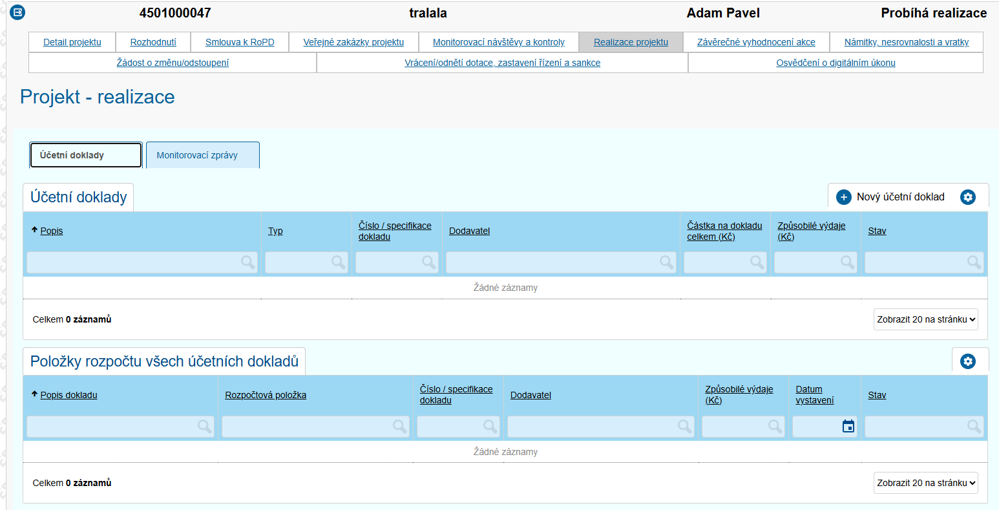 4501000047 tralala Adam Pavel Probíhá realizace
Detail projektu Rozhodnutí Smlouva k RoPD Veřejné zakázky projektu Monitorovací návštěvy a kontroly Realizace projektu Závěrečné vyhodnocení akce Námitky, nesrovnalosti a vratky
Žádost o změnu/odstoupení Vrácení/odnětí dotace, zastavení řízení a sankce Osvědčení o digitálním úkonu
Projekt - realizace
Účetní doklady Monitorovací zprávy
Účetní doklady Nový účetní doklad
Popis Typ Číslo / specifikace dokladu Dodavatel Částka na dokladu celkem (Kč) Způsobilé výdaje (Kč) Stav
Žádné záznamy
Celkem 0 záznamů Zobrazit 20 na stránku
Položky rozpočtu všech účetních dokladů
Popis dokladu Rozpočtová položka Číslo / specifikace dokladu Dodavatel Způsobilé výdaje (Kč) Datum vystavení Stav
Žádné záznamy
Celkem 0 záznamů Zobrazit 20 na stránku